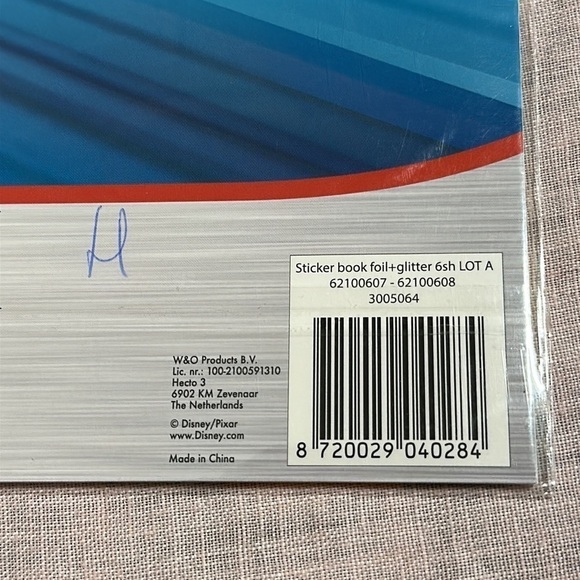 H
Sticker book foil+glitter 6sh LOT A
62100607 - 62100608
3005064
W&O Products B.V.
Lic. nr.: 100-2100591310
Hecto 3
6902 KM Zevenaar
The Netherlands
© Disney/Pixar
www.Disney.com
Made in China
8 720029 040284